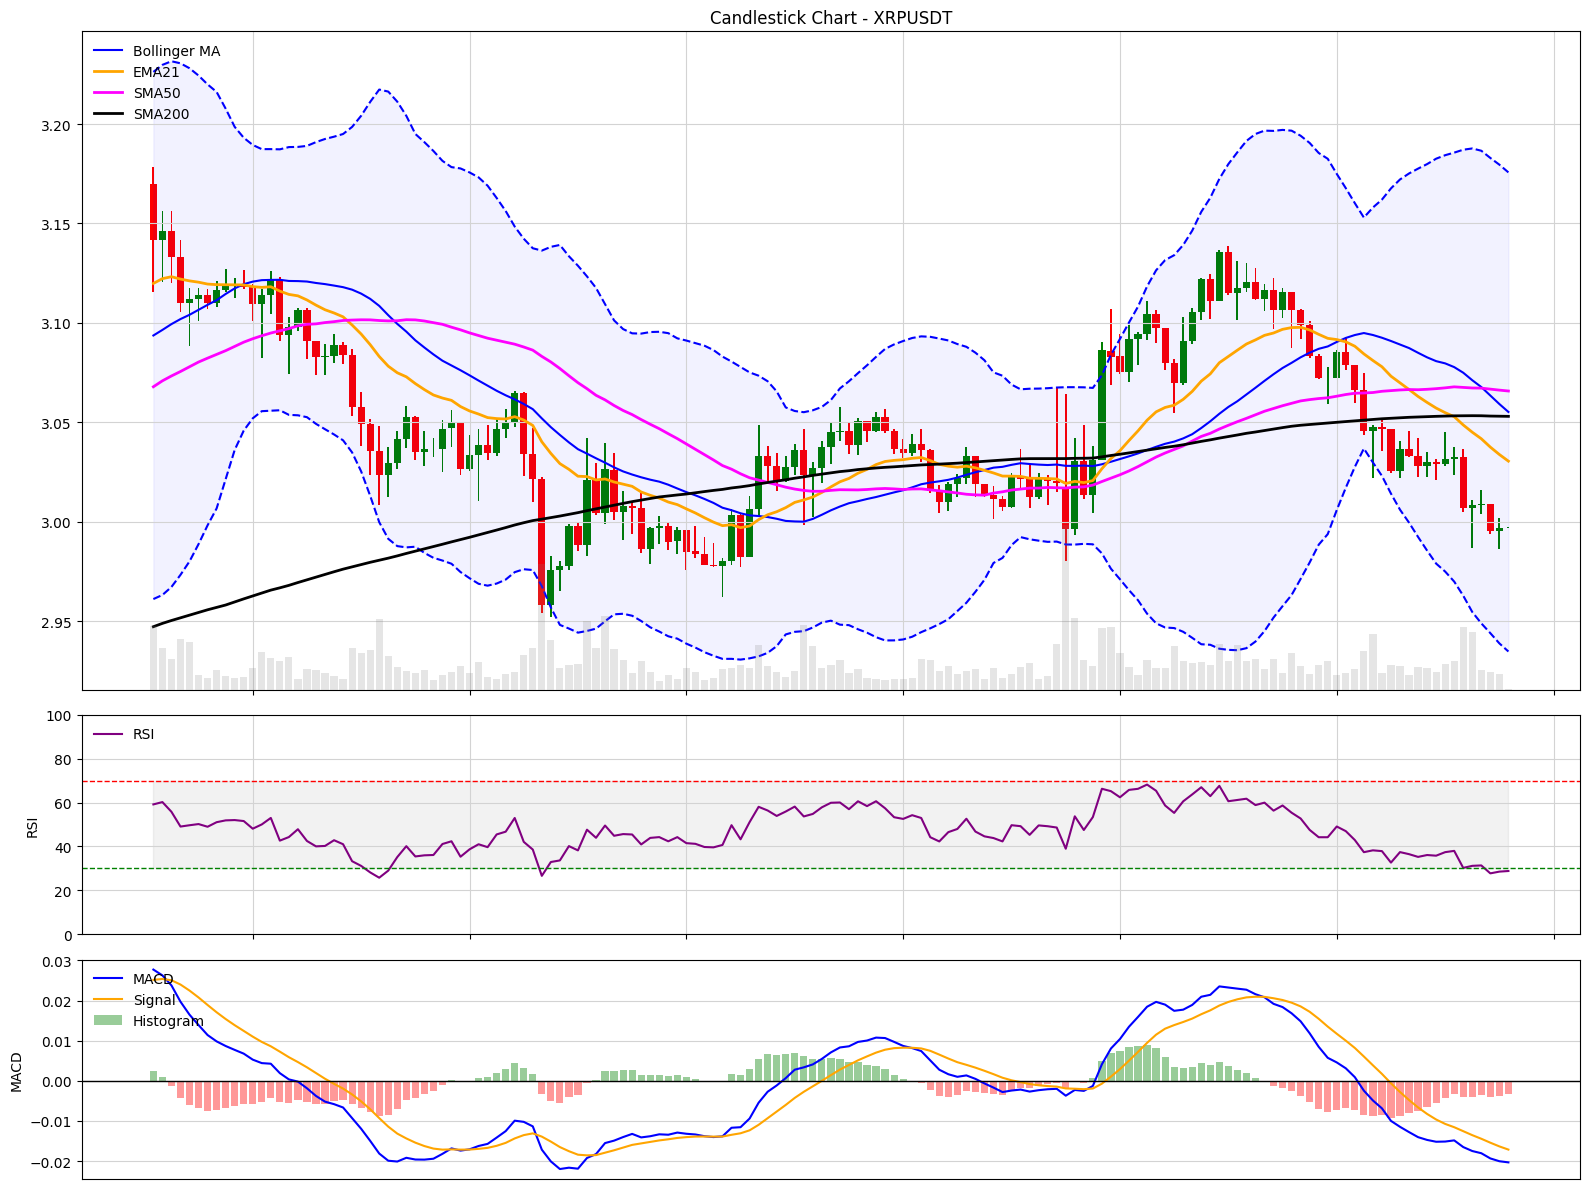 Candlestick Chart - XRPUSDT
Bollinger MA
EMA21
SMA50
SMA200
3.20
3.15
3.10
3.05
3.00
2.95
100
80
60
40
20
0
RSI
RSI
0.03
0.02
0.01
0.00
−0.01
−0.02
MACD
MACD
Signal
Histogram